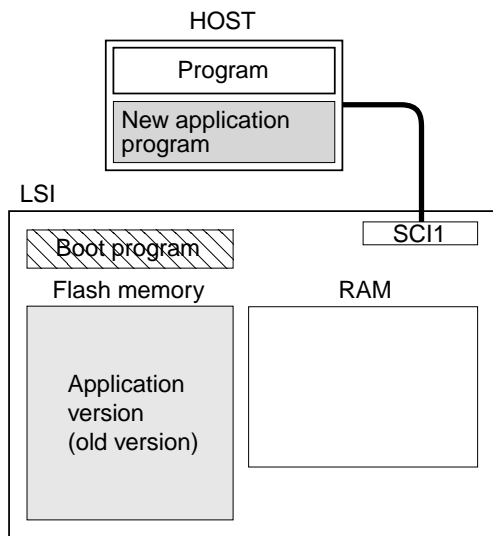 HOST
Program
New application
program
LSI
SCI1
Boot program
Flash memory
RAM
Application
version
(old version)